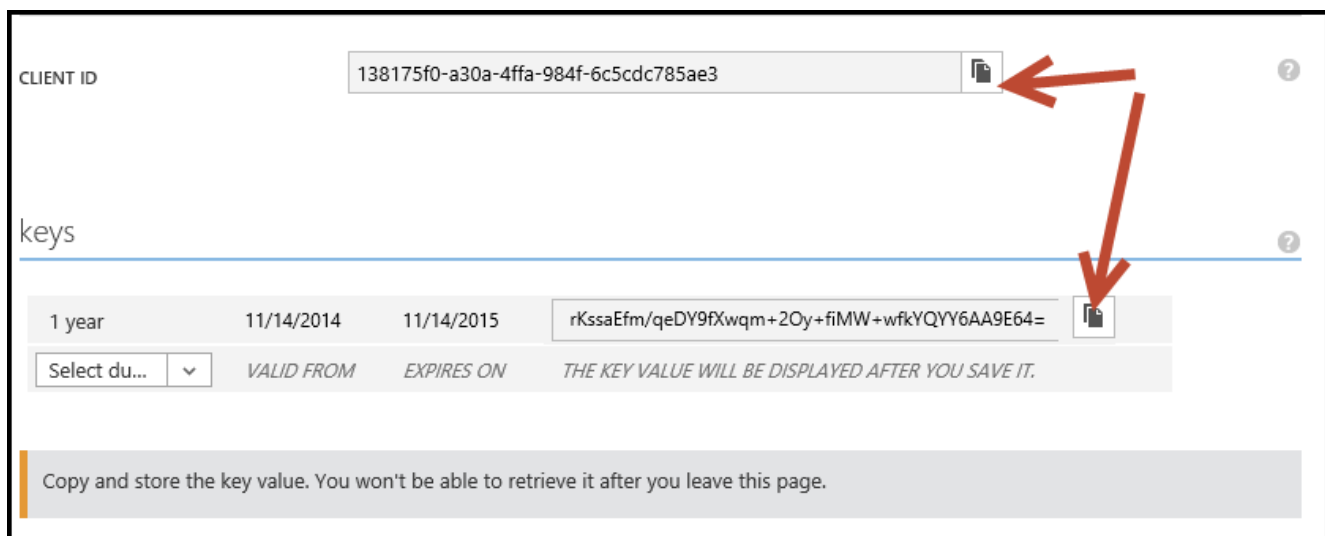 CLIENT ID 138175f0-a30a-4ffa-984f-6c5cdc785ae3
keys
1 year 11/14/2014 11/14/2015 rKssaEfm/qeDY9fXwqm+2Oy+fiMW+wfkYQYY6AA9E64=
Select du... VALID FROM EXPIRES ON THE KEY VALUE WILL BE DISPLAYED AFTER YOU SAVE IT.
Copy and store the key value. You won't be able to retrieve it after you leave this page.